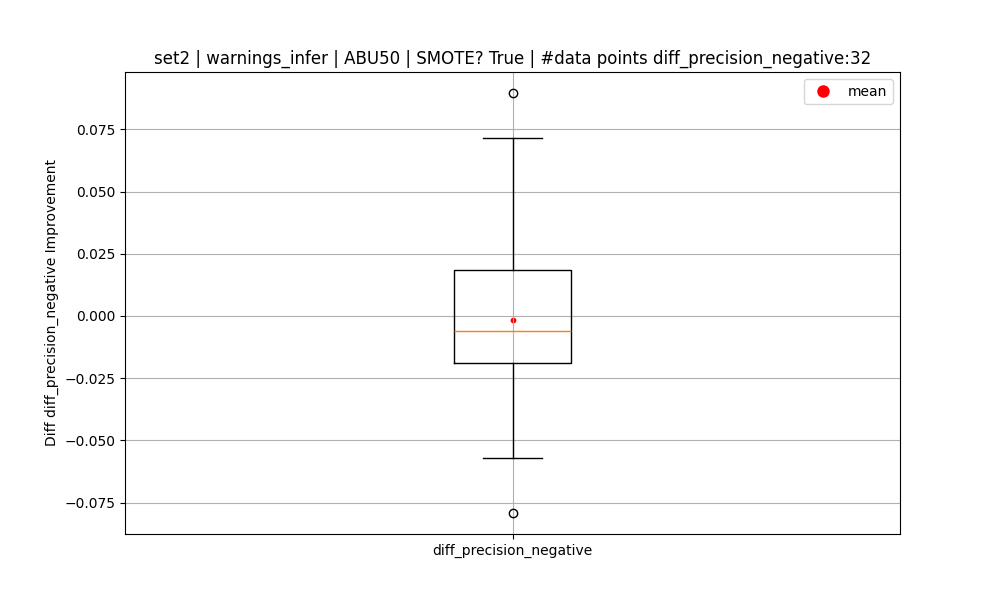 set2 | warnings_infer | ABU50 | SMOTE? True | #data points diff_precision_negative:32
mean
Diff diff_precision_negative Improvement
0.075
0.050
0.025
0.000
−0.025
−0.050
−0.075
diff_precision_negative